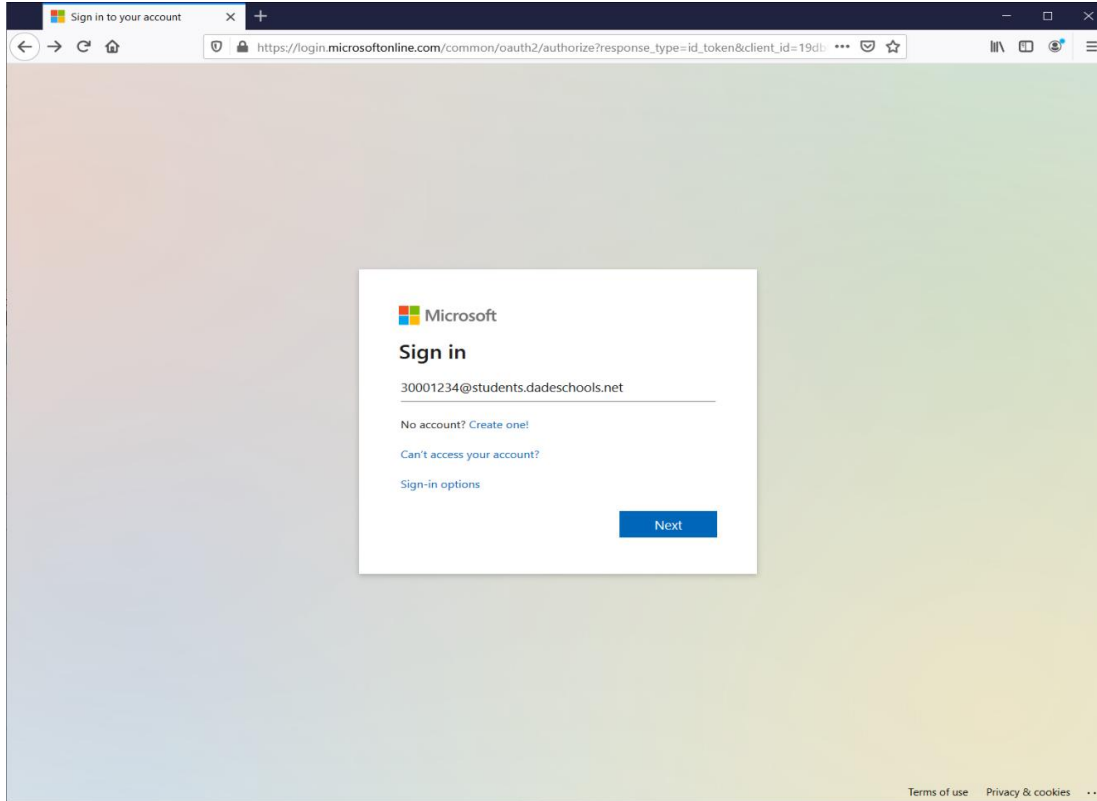 Sign in to your account
https://login.microsoftonline.com/common/oauth2/authorize?response_type=id_token&client_id=19db
Microsoft
Sign in
30001234@students.dadeschools.net
No account? Create one!
Can't access your account?
Sign-in options
Next
Terms of use Privacy & cookies